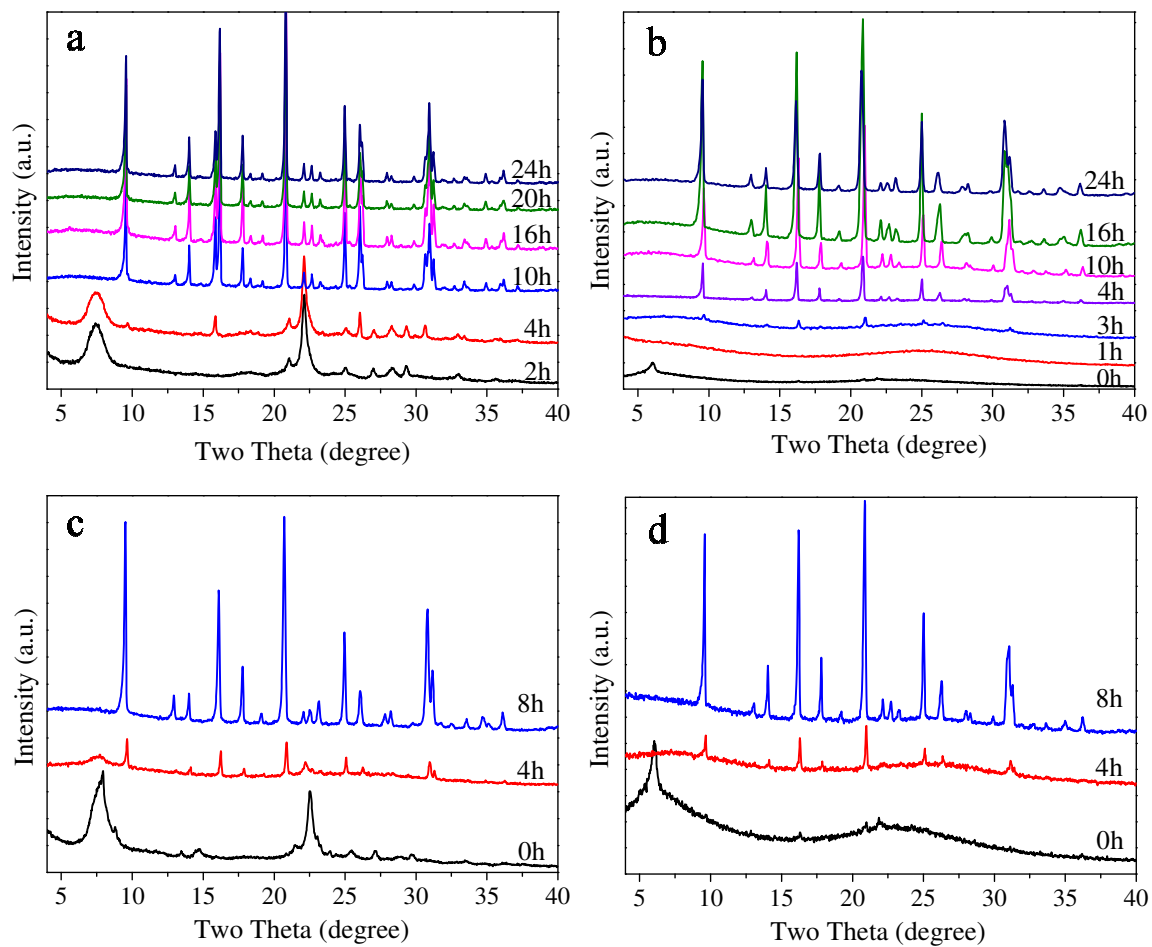 a
24h
20h
16h
10h
4h
2h
Intensity (a.u.)
5 10 15 20 25 30 35 40
Two Theta (degree)
b
24h
16h
10h
4h
3h
1h
0h
Intensity (a.u.)
5 10 15 20 25 30 35 40
Two Theta (degree)
c
8h
4h
0h
Intensity (a.u.)
5 10 15 20 25 30 35 40
Two Theta (degree)
d
8h
4h
0h
Intensity (a.u.)
5 10 15 20 25 30 35 40
Two Theta (degree)